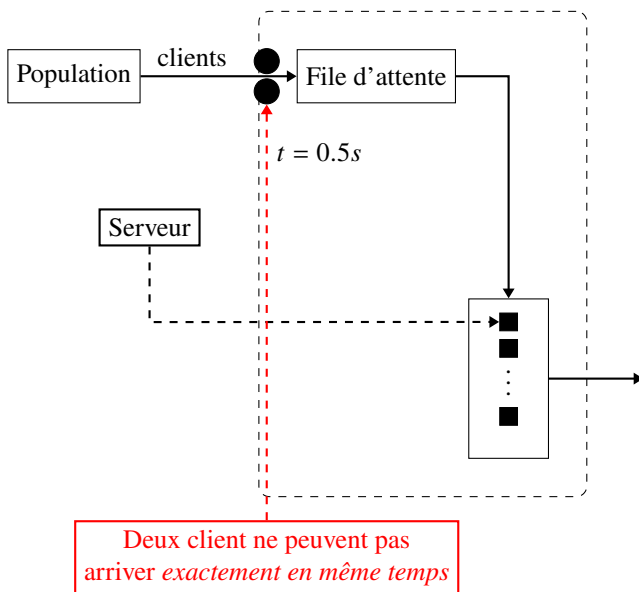 clients
Population
File d'attente
t = 0.5s
Serveur
Deux client ne peuvent pas
arriver exactement en même temps